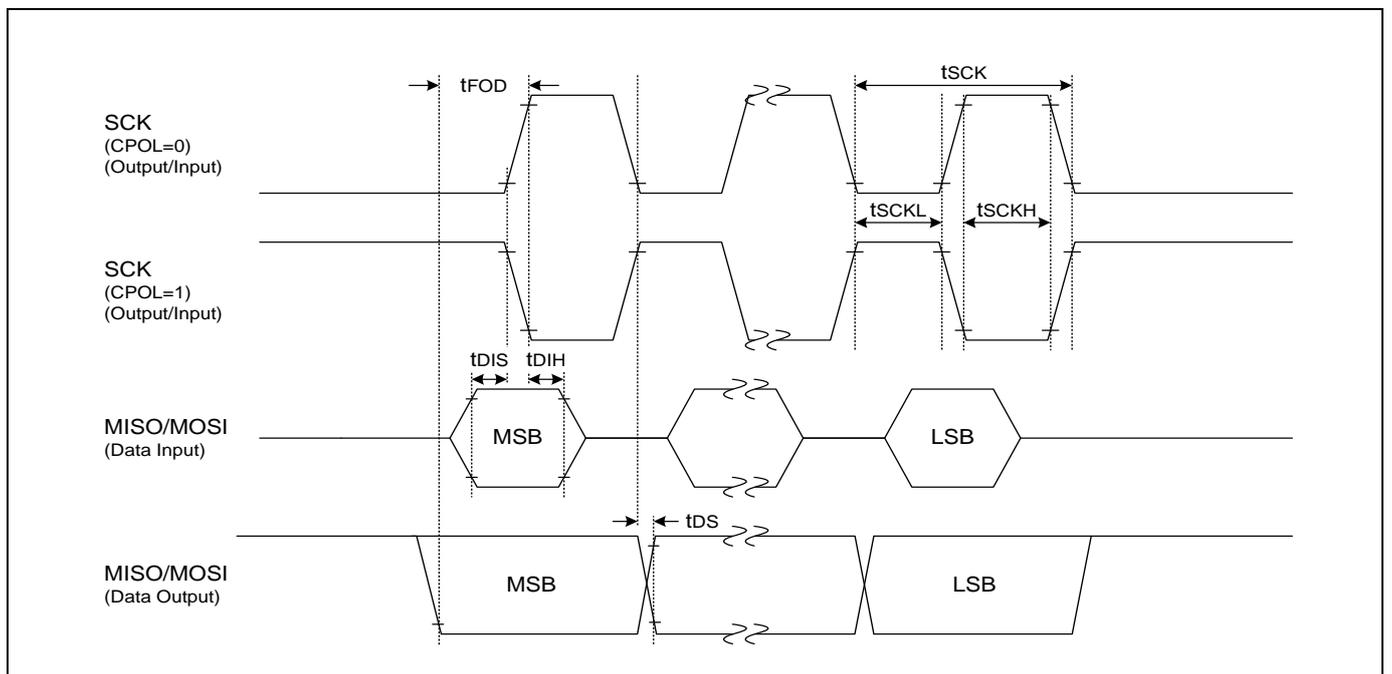 tFOD
tSCK
SCK
(CPOL=0)
(Output/Input)
tSCKL
tSCKH
SCK
(CPOL=1)
(Output/Input)
tDIS
tDIH
MISO/MOSI
(Data Input)
MSB
LSB
tDS
MISO/MOSI
(Data Output)
MSB
LSB